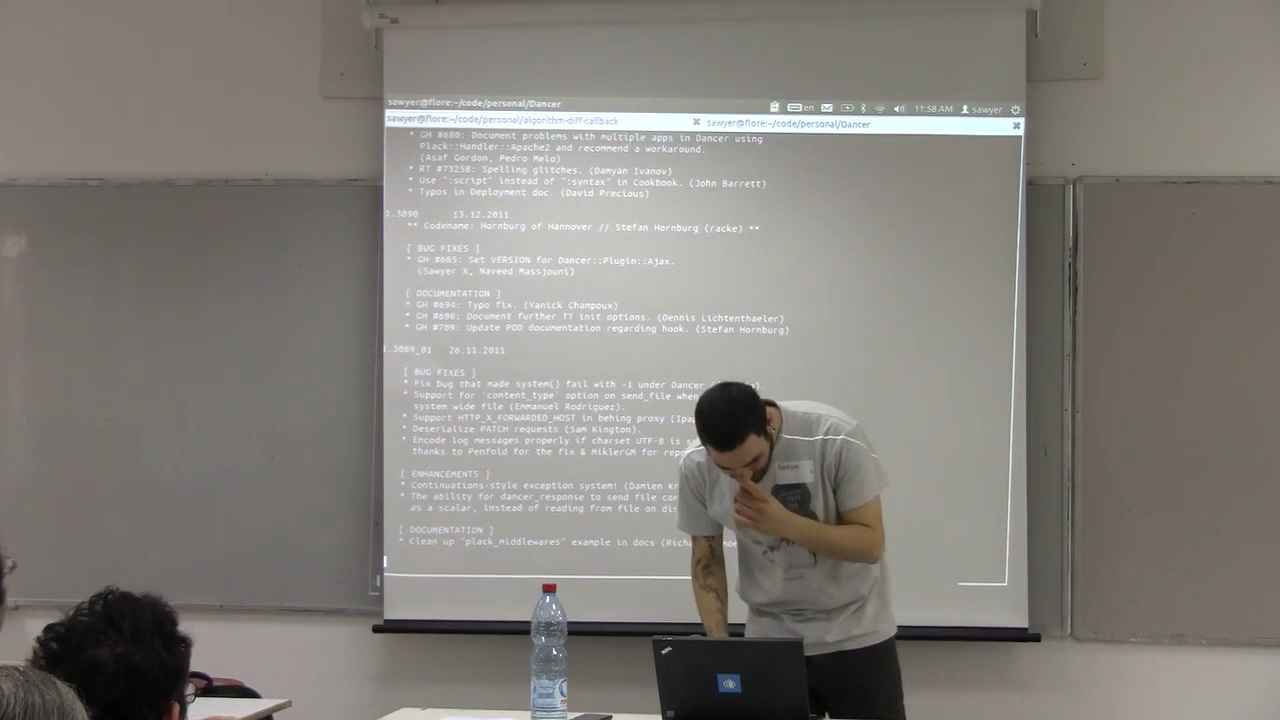 sawyer@flore:~/code/personal/Dancer
en
11:58 AM
sawyer
sawyer@flore:~/code/personal/algorithm-diff-callback
sawyer@flore:~/code/personal/Dancer
* GH #680: Document problems with multiple apps in Dancer using
Plack::Handler::Apache2 and recommend a workaround.
(Asaf Gordon, Pedro Melo)
* RT #73258: Spelling glitches. (Damyan Ivanov)
* Use ":script" instead of ":syntax" in Cookbook. (John Barrett)
* Typos in Deployment doc. (David Precious)
1.3090 13.12.2011
** Codename: Hornburg of Hannover // Stefan Hornburg (racke) **
[ BUG FIXES ]
* GH #685: Set VERSION for Dancer::Plugin::Ajax.
(Sawyer X, Naveed Massjouni)
[ DOCUMENTATION ]
* GH #694: Typo fix. (Yanick Champoux)
* GH #698: Document further TT init options. (Dennis Lichtenthaeler)
* GH #709: Update POD documentation regarding hook. (Stefan Hornburg)
1.3089_01 26.11.2011
[ BUG FIXES ]
* Fix bug that made system() fail with -1 under Dancer
* Support for 'content_type' option on send_file when
system wide file (Emmanuel Rodriguez).
* Support HTTP_X_FORWARDED_HOST in behing proxy (Ipa
* Deserialize PATCH requests (Sam Kington).
* Encode log messages properly if charset UTF-8 is s
thanks to Penfold for the fix & MiklerGM for repo
[ ENHANCEMENTS ]
* Continuations-style exception system! (Damien Kr
* The ability for dancer_response to send file con
as a scalar, instead of reading from file on dis
[ DOCUMENTATION ]
* Clean up "plack_middlewares" example in docs (Rich
Sawyer